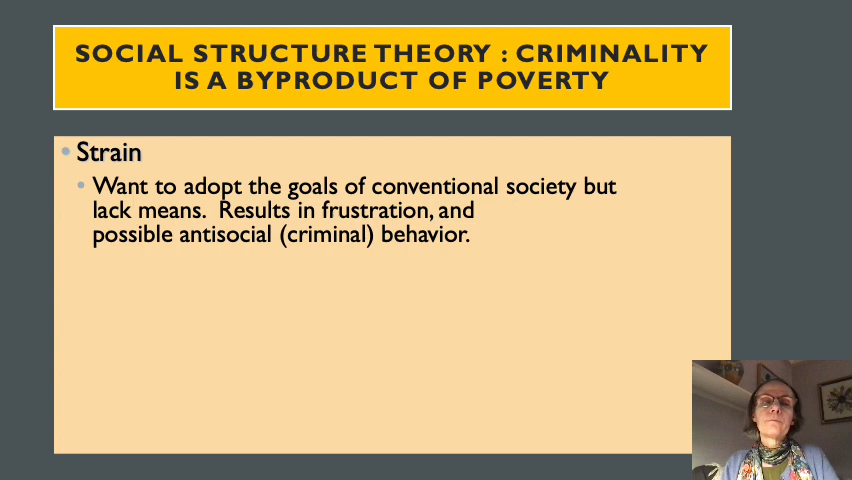 SOCIAL STRUCTURE THEORY : CRIMINALITY
IS A BYPRODUCT OF POVERTY
• Strain
• Want to adopt the goals of conventional society but
lack means.  Results in frustration, and
possible antisocial (criminal) behavior.